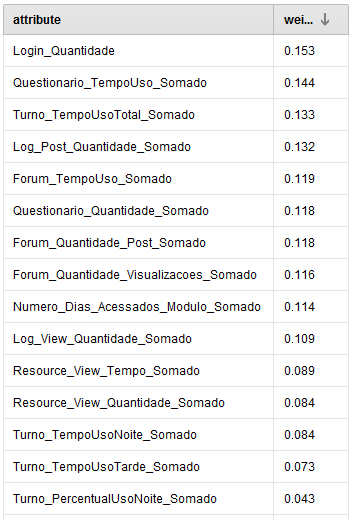 attribute wei...
Login_Quantidade 0.153
Questionario_TempoUso_Somado 0.144
Turno_TempoUsoTotal_Somado 0.133
Log_Post_Quantidade_Somado 0.132
Forum_TempoUso_Somado 0.119
Questionario_Quantidade_Somado 0.118
Forum_Quantidade_Post_Somado 0.118
Forum_Quantidade_Visualizacoes_Somado 0.116
Numero_Dias_Acessados_Modulo_Somado 0.114
Log_View_Quantidade_Somado 0.109
Resource_View_Tempo_Somado 0.089
Resource_View_Quantidade_Somado 0.084
Turno_TempoUsoNoite_Somado 0.084
Turno_TempoUsoTarde_Somado 0.073
Turno_PercentualUsoNoite_Somado 0.043